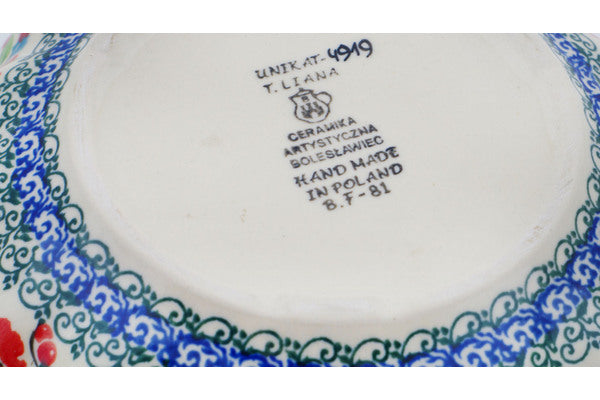 UNIKAT-4919
T. LIANA
CERAMIKA
ARTYSTYCZNA
BOLESŁAWIEC
HAND MADE
IN POLAND
B.F-81